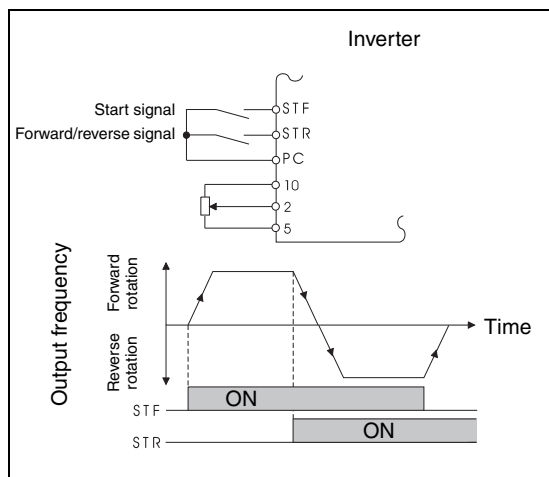 Inverter
Start signal
STF
Forward/reverse signal
STR
PC
10
2
5
Output frequency
Forward
rotation
Reverse
rotation
Time
STF
ON
STR
ON